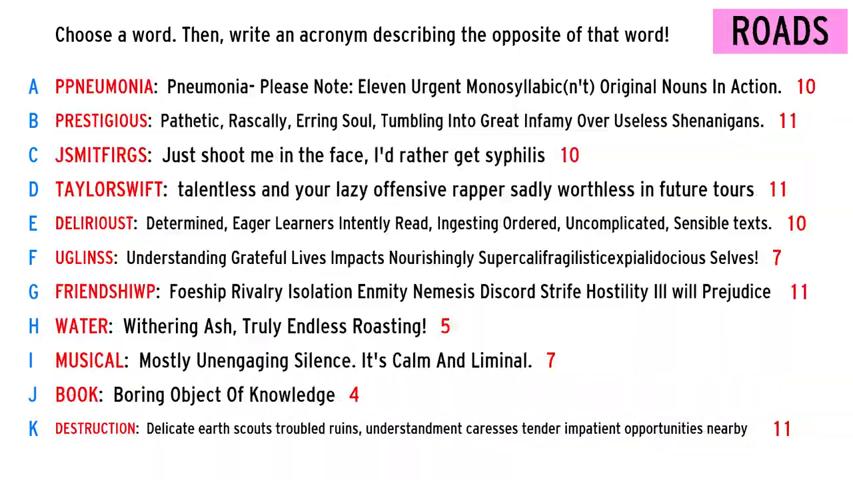 Choose a word. Then, write an acronym describing the opposite of that word!
ROADS
A PPNEUMONIA: Pneumonia- Please Note: Eleven Urgent Monosyllabic(n't) Original Nouns In Action. 10
B PRESTIGIOUS: Pathetic, Rascally, Erring Soul, Tumbling Into Great Infamy Over Useless Shenanigans. 11
C JSMITFIRGS: Just shoot me in the face, I'd rather get syphilis 10
D TAYLORSWIFT: talentless and your lazy offensive rapper sadly worthless in future tours 11
E DELIRIOUST: Determined, Eager Learners Intently Read, Ingesting Ordered, Uncomplicated, Sensible texts. 10
F UGLINSS: Understanding Grateful Lives Impacts Nourishingly Supercalifragilisticexpialidocious Selves! 7
G FRIENDSHIWP: Foeship Rivalry Isolation Enmity Nemesis Discord Strife Hostility Ill will Prejudice 11
H WATER: Withering Ash, Truly Endless Roasting! 5
I MUSICAL: Mostly Unengaging Silence. It's Calm And Liminal. 7
J BOOK: Boring Object Of Knowledge 4
K DESTRUCTION: Delicate earth scouts troubled ruins, understandment caresses tender impatient opportunities nearby 11